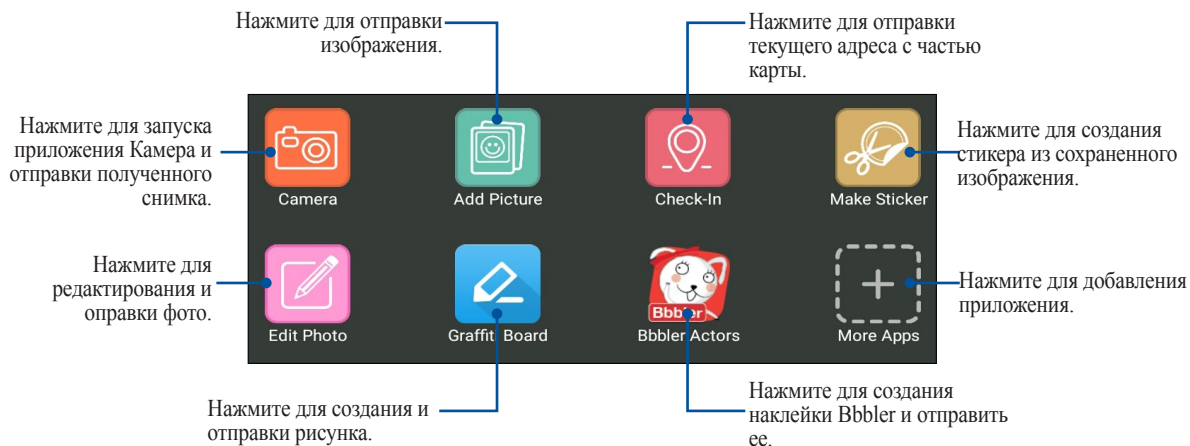 Нажмите для отправки
изображения.
Нажмите для отправки
текущего адреса с частью
карты.
Нажмите для запуска
приложения Камера и
отправки полученного
снимка.
Camera
Add Picture
Check-In
Make Sticker
Нажмите для создания
стикера из сохраненного
изображения.
Нажмите для
редактирования и
оправки фото.
Bbbler
Edit Photo
Graffiti Board
Bbbler Actors
More Apps
Нажмите для добавления
приложения.
Нажмите для создания и
отправки рисунка.
Нажмите для создания
наклейки Bbbler и отправить
ее.